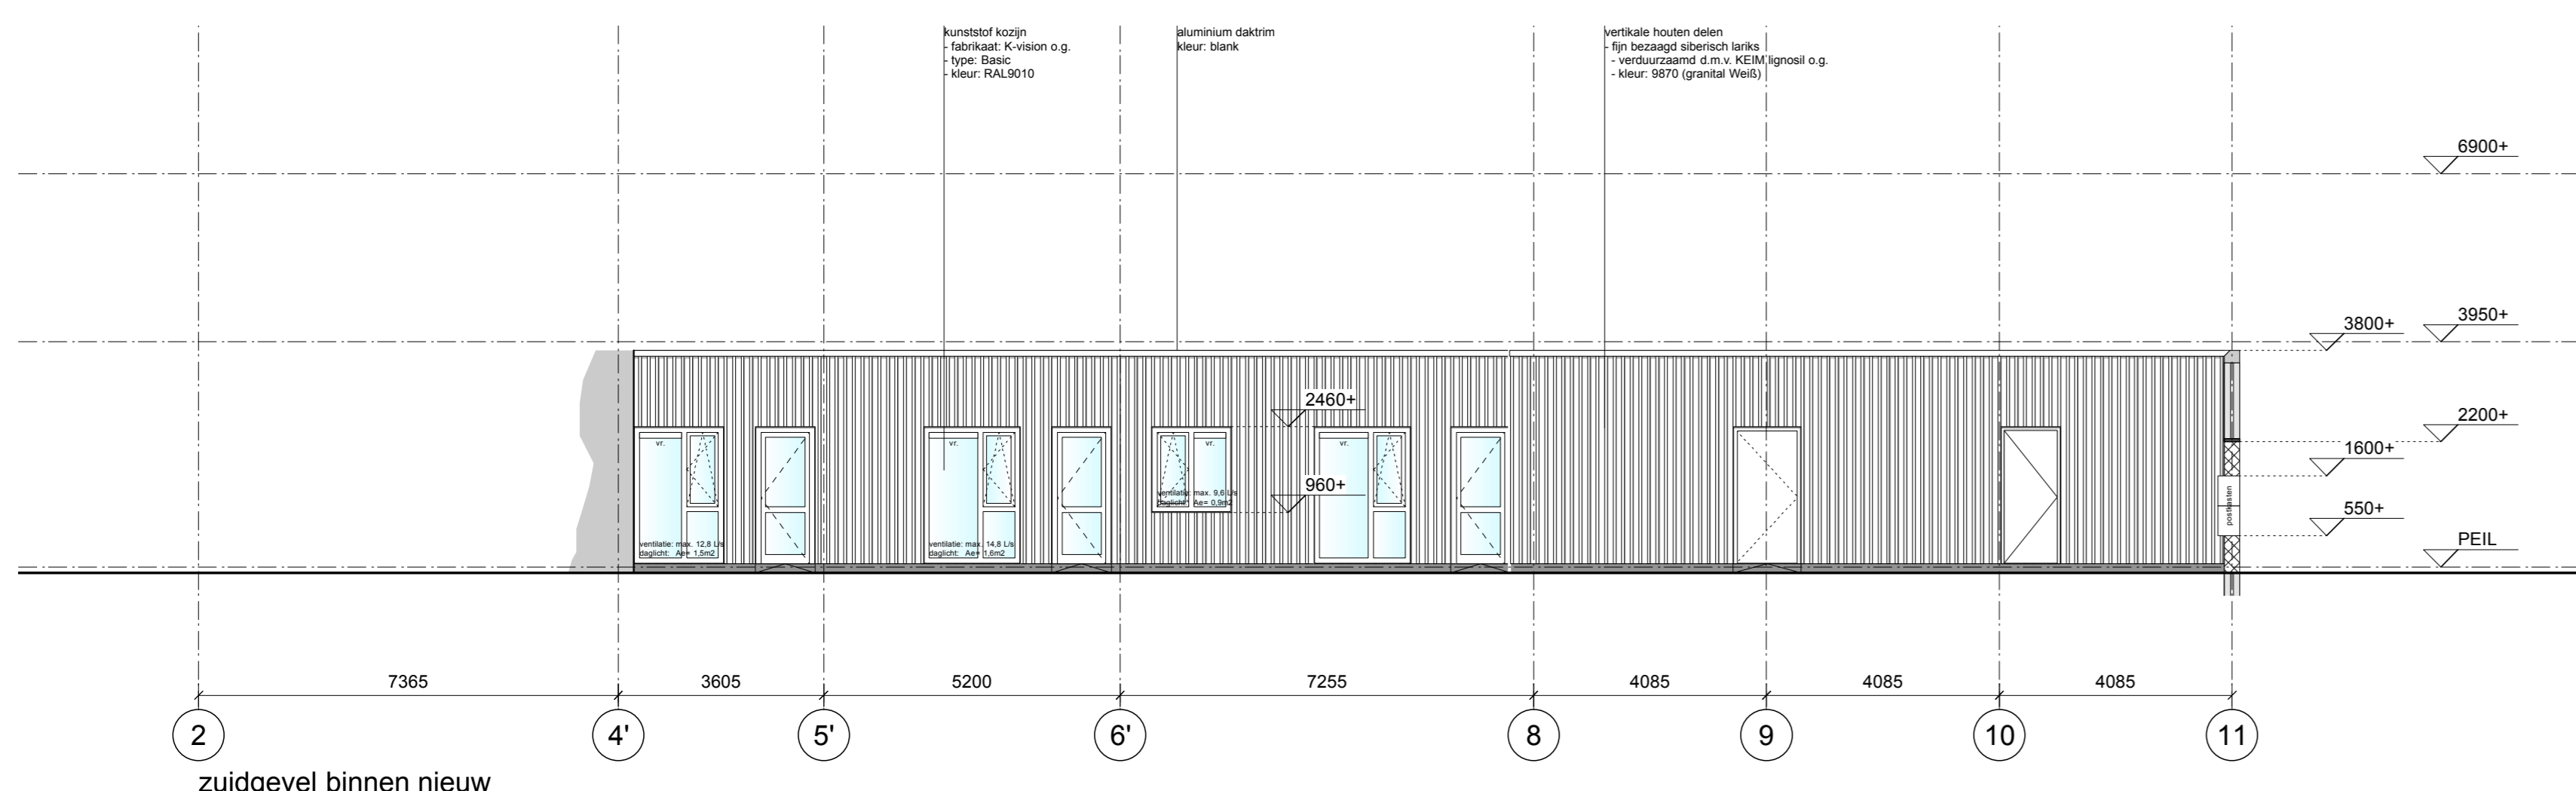 kunststof kozijn
- fabrikaat: K-vision o.g.
- type: Basic
- kleur: RAL9010
aluminium daktrim
kleur: blank
vertikale houten delen
- fijn bezaagd siberisch lariks
- verduurzaamd d.m.v. KEIM lignosil o.g.
- kleur: 9870 (granital Weiß)
6900+
3950+
3800+
2460+
2200+
1600+
960+
550+
PEIL
vr.
vr.
vr.
vr.
ventilatie: max. 9,6 L/s
daglicht: Ae= 0,9m2
ventilatie: max. 12,8 L/s
daglicht: Ae= 1,5m2
ventilatie: max. 14,8 L/s
daglicht: Ae= 1,6m2
postkasten
7365
3605
5200
7255
4085
4085
4085
2
4'
5'
6'
8
9
10
11
zuidgevel binnen nieuw